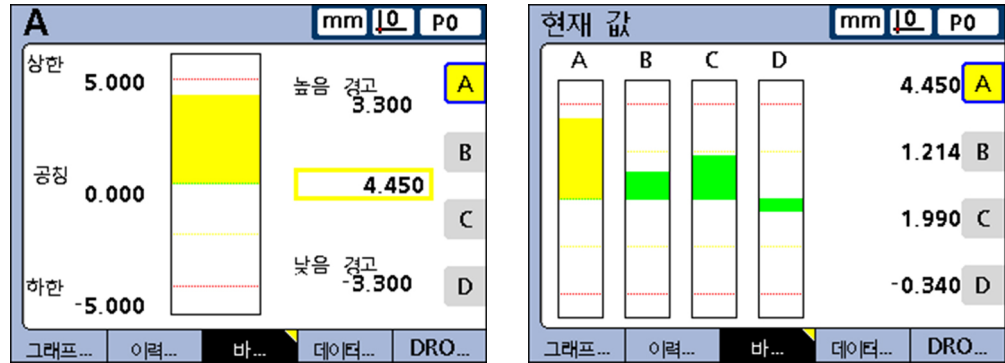 A mm 0 P0
상한
5.000
높음 경고
3.300
A
B
공칭
0.000
4.450
C
낮음 경고
-3.300
하한
-5.000
D
그래프... 이력... 바... 데이터... DRO...
현재 값 mm 0 P0
A B C D
4.450 A
1.214 B
1.990 C
-0.340 D
그래프... 이력... 바... 데이터... DRO...